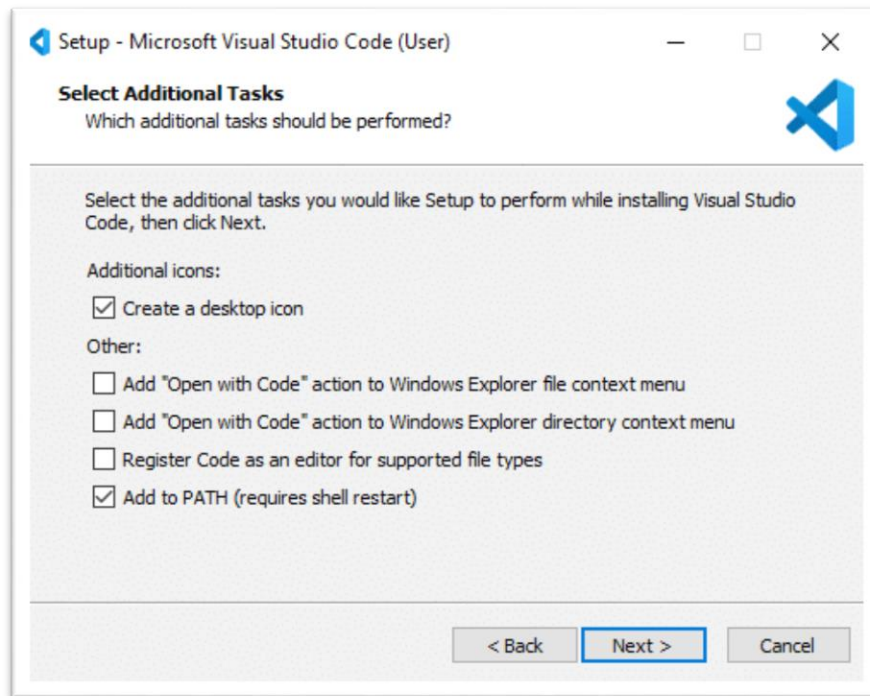 Setup - Microsoft Visual Studio Code (User)
Select Additional Tasks
Which additional tasks should be performed?
Select the additional tasks you would like Setup to perform while installing Visual Studio
Code, then click Next.
Additional icons:
Create a desktop icon
Other:
Add "Open with Code" action to Windows Explorer file context menu
Add "Open with Code" action to Windows Explorer directory context menu
Register Code as an editor for supported file types
Add to PATH (requires shell restart)
< Back Next > Cancel